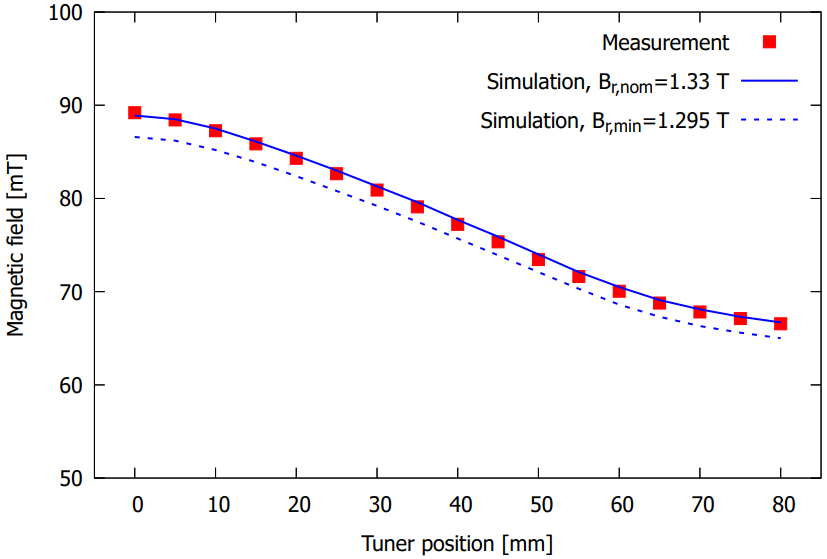 100
90
80
70
60
50
Magnetic field [mT]
Measurement
Simulation, Br,nom=1.33 T
Simulation, Br,min=1.295 T
0 10 20 30 40 50 60 70 80
Tuner position [mm]